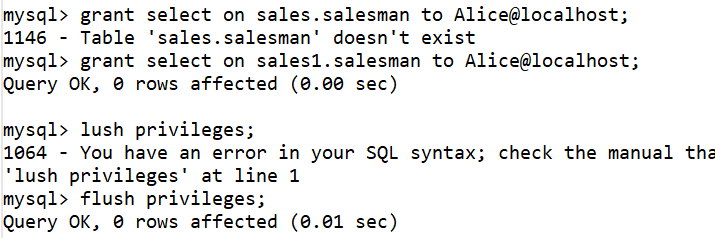 mysql> grant select on sales.salesman to Alice@localhost;
1146 - Table 'sales.salesman' doesn't exist
mysql> grant select on sales1.salesman to Alice@localhost;
Query OK, 0 rows affected (0.00 sec)
mysql> lush privileges;
1064 - You have an error in your SQL syntax; check the manual tha
'lush privileges' at line 1
mysql> flush privileges;
Query OK, 0 rows affected (0.01 sec)